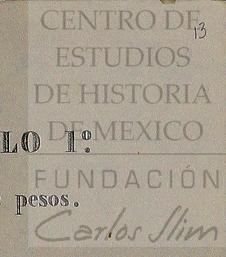 CENTRO DE
13
ESTUDIOS
DE HISTORIA
DE MEXICO
LO 1º.
FUNDACIÓN
pesos.
Carlos Slim